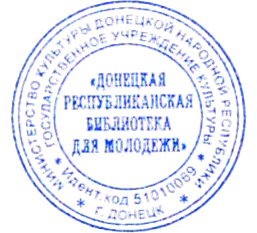 МИНИСТЕРСТВО КУЛЬТУРЫ ДОНЕЦКОЙ НАРОДНОЙ РЕСПУБЛИКИ
ГОСУДАРСТВЕННОЕ УЧРЕЖДЕНИЕ КУЛЬТУРЫ
«ДОНЕЦКАЯ
РЕСПУБЛИКАНСКАЯ
БИБЛИОТЕКА
ДЛЯ МОЛОДЕЖИ»
* Идент.код 51010069 *
* Г. ДОНЕЦК *